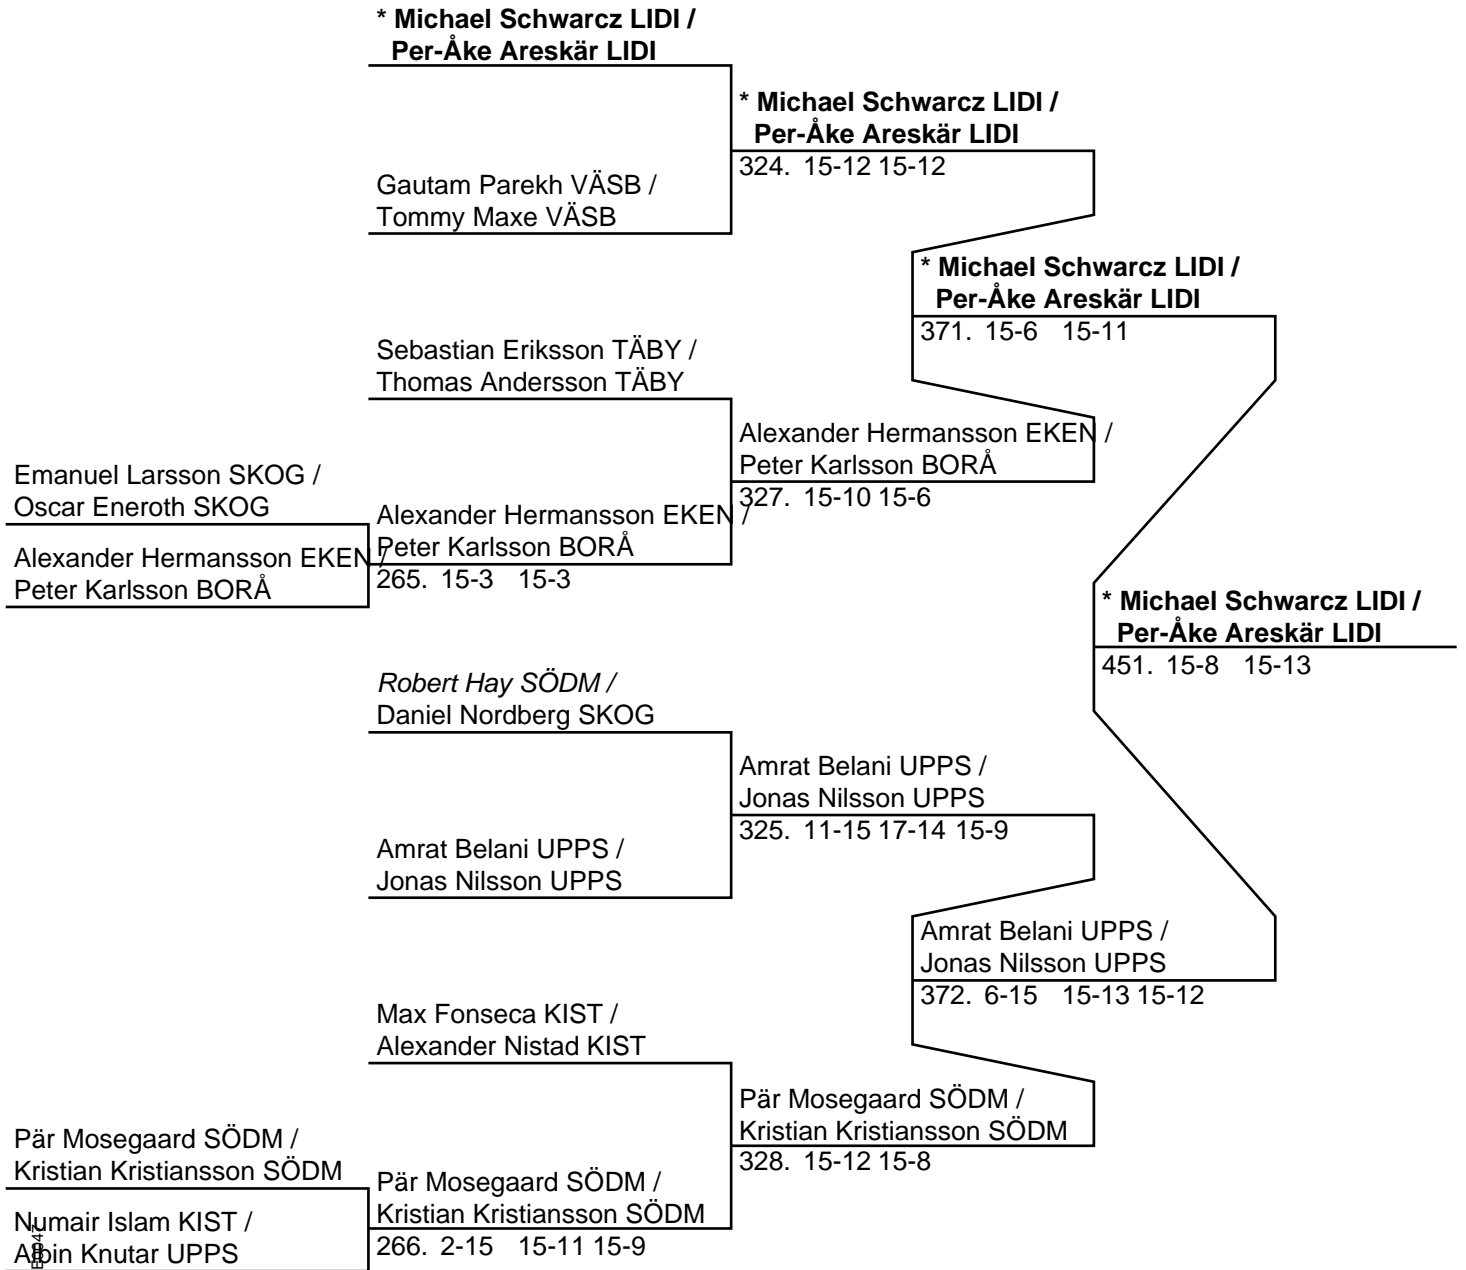 * Michael Schwarcz LIDI /
Per-Åke Areskär LIDI
* Michael Schwarcz LIDI /
Per-Åke Areskär LIDI
324. 15-12 15-12
Gautam Parekh VÄSB /
Tommy Maxe VÄSB
* Michael Schwarcz LIDI /
Per-Åke Areskär LIDI
371. 15-6 15-11
Sebastian Eriksson TÄBY /
Thomas Andersson TÄBY
Alexander Hermansson EKEN /
Peter Karlsson BORÅ
327. 15-10 15-6
Emanuel Larsson SKOG /
Oscar Eneroth SKOG
Alexander Hermansson EKEN /
Peter Karlsson BORÅ
265. 15-3 15-3
Alexander Hermansson EKEN /
Peter Karlsson BORÅ
* Michael Schwarcz LIDI /
Per-Åke Areskär LIDI
451. 15-8 15-13
Robert Hay SÖDM /
Daniel Nordberg SKOG
Amrat Belani UPPS /
Jonas Nilsson UPPS
325. 11-15 17-14 15-9
Amrat Belani UPPS /
Jonas Nilsson UPPS
Amrat Belani UPPS /
Jonas Nilsson UPPS
372. 6-15 15-13 15-12
Max Fonseca KIST /
Alexander Nistad KIST
Pär Mosegaard SÖDM /
Kristian Kristiansson SÖDM
328. 15-12 15-8
Pär Mosegaard SÖDM /
Kristian Kristiansson SÖDM
Pär Mosegaard SÖDM /
Kristian Kristiansson SÖDM
266. 2-15 15-11 15-9
Numair Islam KIST /
Albin Knutar UPPS